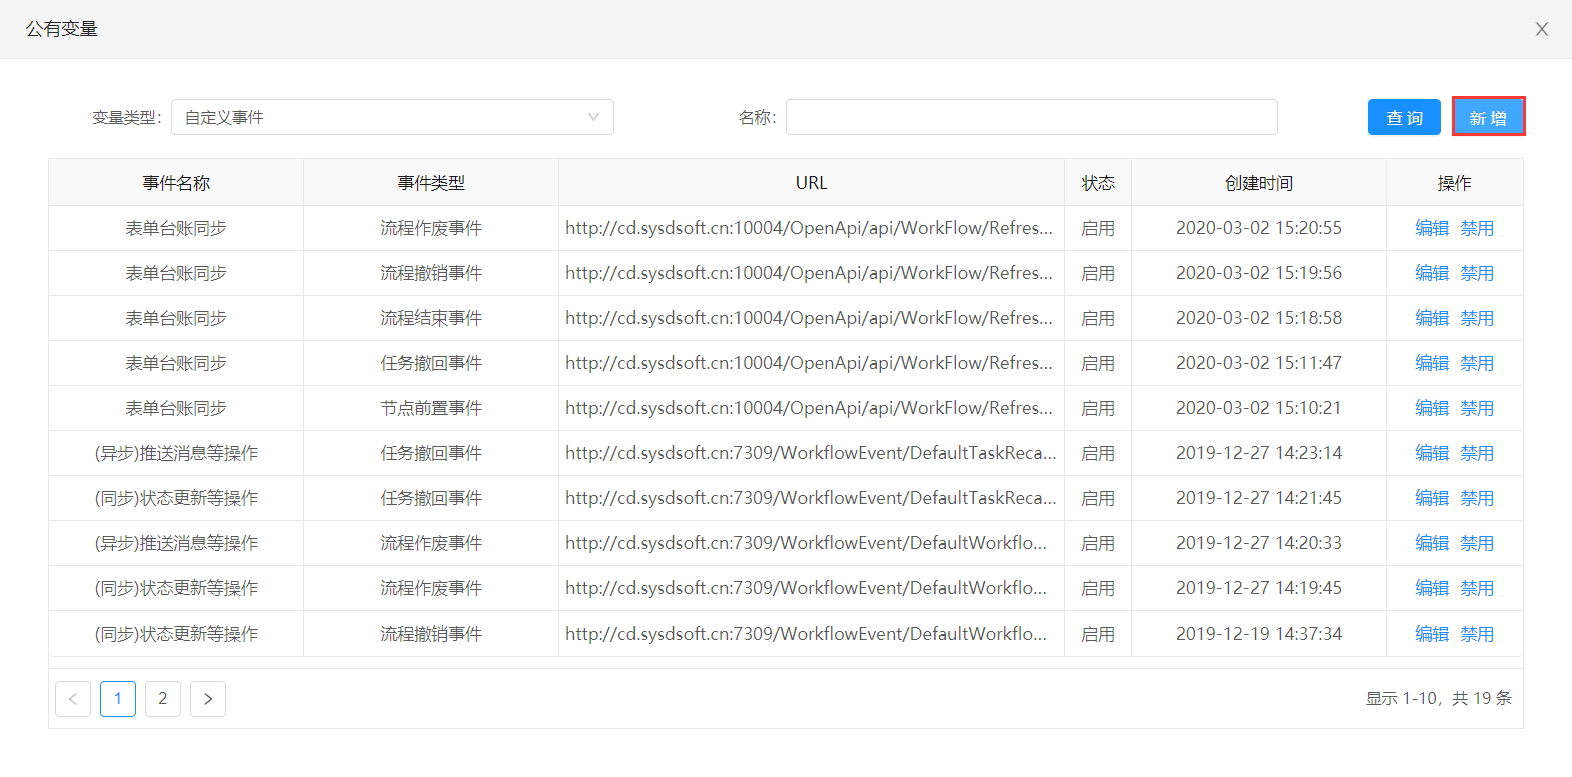 公有变量
变量类型: 自定义事件 名称: 查 询 新 增
事件名称 事件类型 URL 状态 创建时间 操作
表单台账同步 流程作废事件 http://cd.sysdsoft.cn:10004/OpenApi/api/WorkFlow/Refres... 启用 2020-03-02 15:20:55 编辑 禁用
表单台账同步 流程撤销事件 http://cd.sysdsoft.cn:10004/OpenApi/api/WorkFlow/Refres... 启用 2020-03-02 15:19:56 编辑 禁用
表单台账同步 流程结束事件 http://cd.sysdsoft.cn:10004/OpenApi/api/WorkFlow/Refres... 启用 2020-03-02 15:18:58 编辑 禁用
表单台账同步 任务撤回事件 http://cd.sysdsoft.cn:10004/OpenApi/api/WorkFlow/Refres... 启用 2020-03-02 15:11:47 编辑 禁用
表单台账同步 节点前置事件 http://cd.sysdsoft.cn:10004/OpenApi/api/WorkFlow/Refres... 启用 2020-03-02 15:10:21 编辑 禁用
(异步)推送消息等操作 任务撤回事件 http://cd.sysdsoft.cn:7309/WorkflowEvent/DefaultTaskReca... 启用 2019-12-27 14:23:14 编辑 禁用
(同步)状态更新等操作 任务撤回事件 http://cd.sysdsoft.cn:7309/WorkflowEvent/DefaultTaskReca... 启用 2019-12-27 14:21:45 编辑 禁用
(异步)推送消息等操作 流程作废事件 http://cd.sysdsoft.cn:7309/WorkflowEvent/DefaultWorkflo... 启用 2019-12-27 14:20:33 编辑 禁用
(同步)状态更新等操作 流程作废事件 http://cd.sysdsoft.cn:7309/WorkflowEvent/DefaultWorkflo... 启用 2019-12-27 14:19:45 编辑 禁用
(同步)状态更新等操作 流程撤销事件 http://cd.sysdsoft.cn:7309/WorkflowEvent/DefaultWorkflo... 启用 2019-12-19 14:37:34 编辑 禁用
1 2 显示 1-10，共 19 条